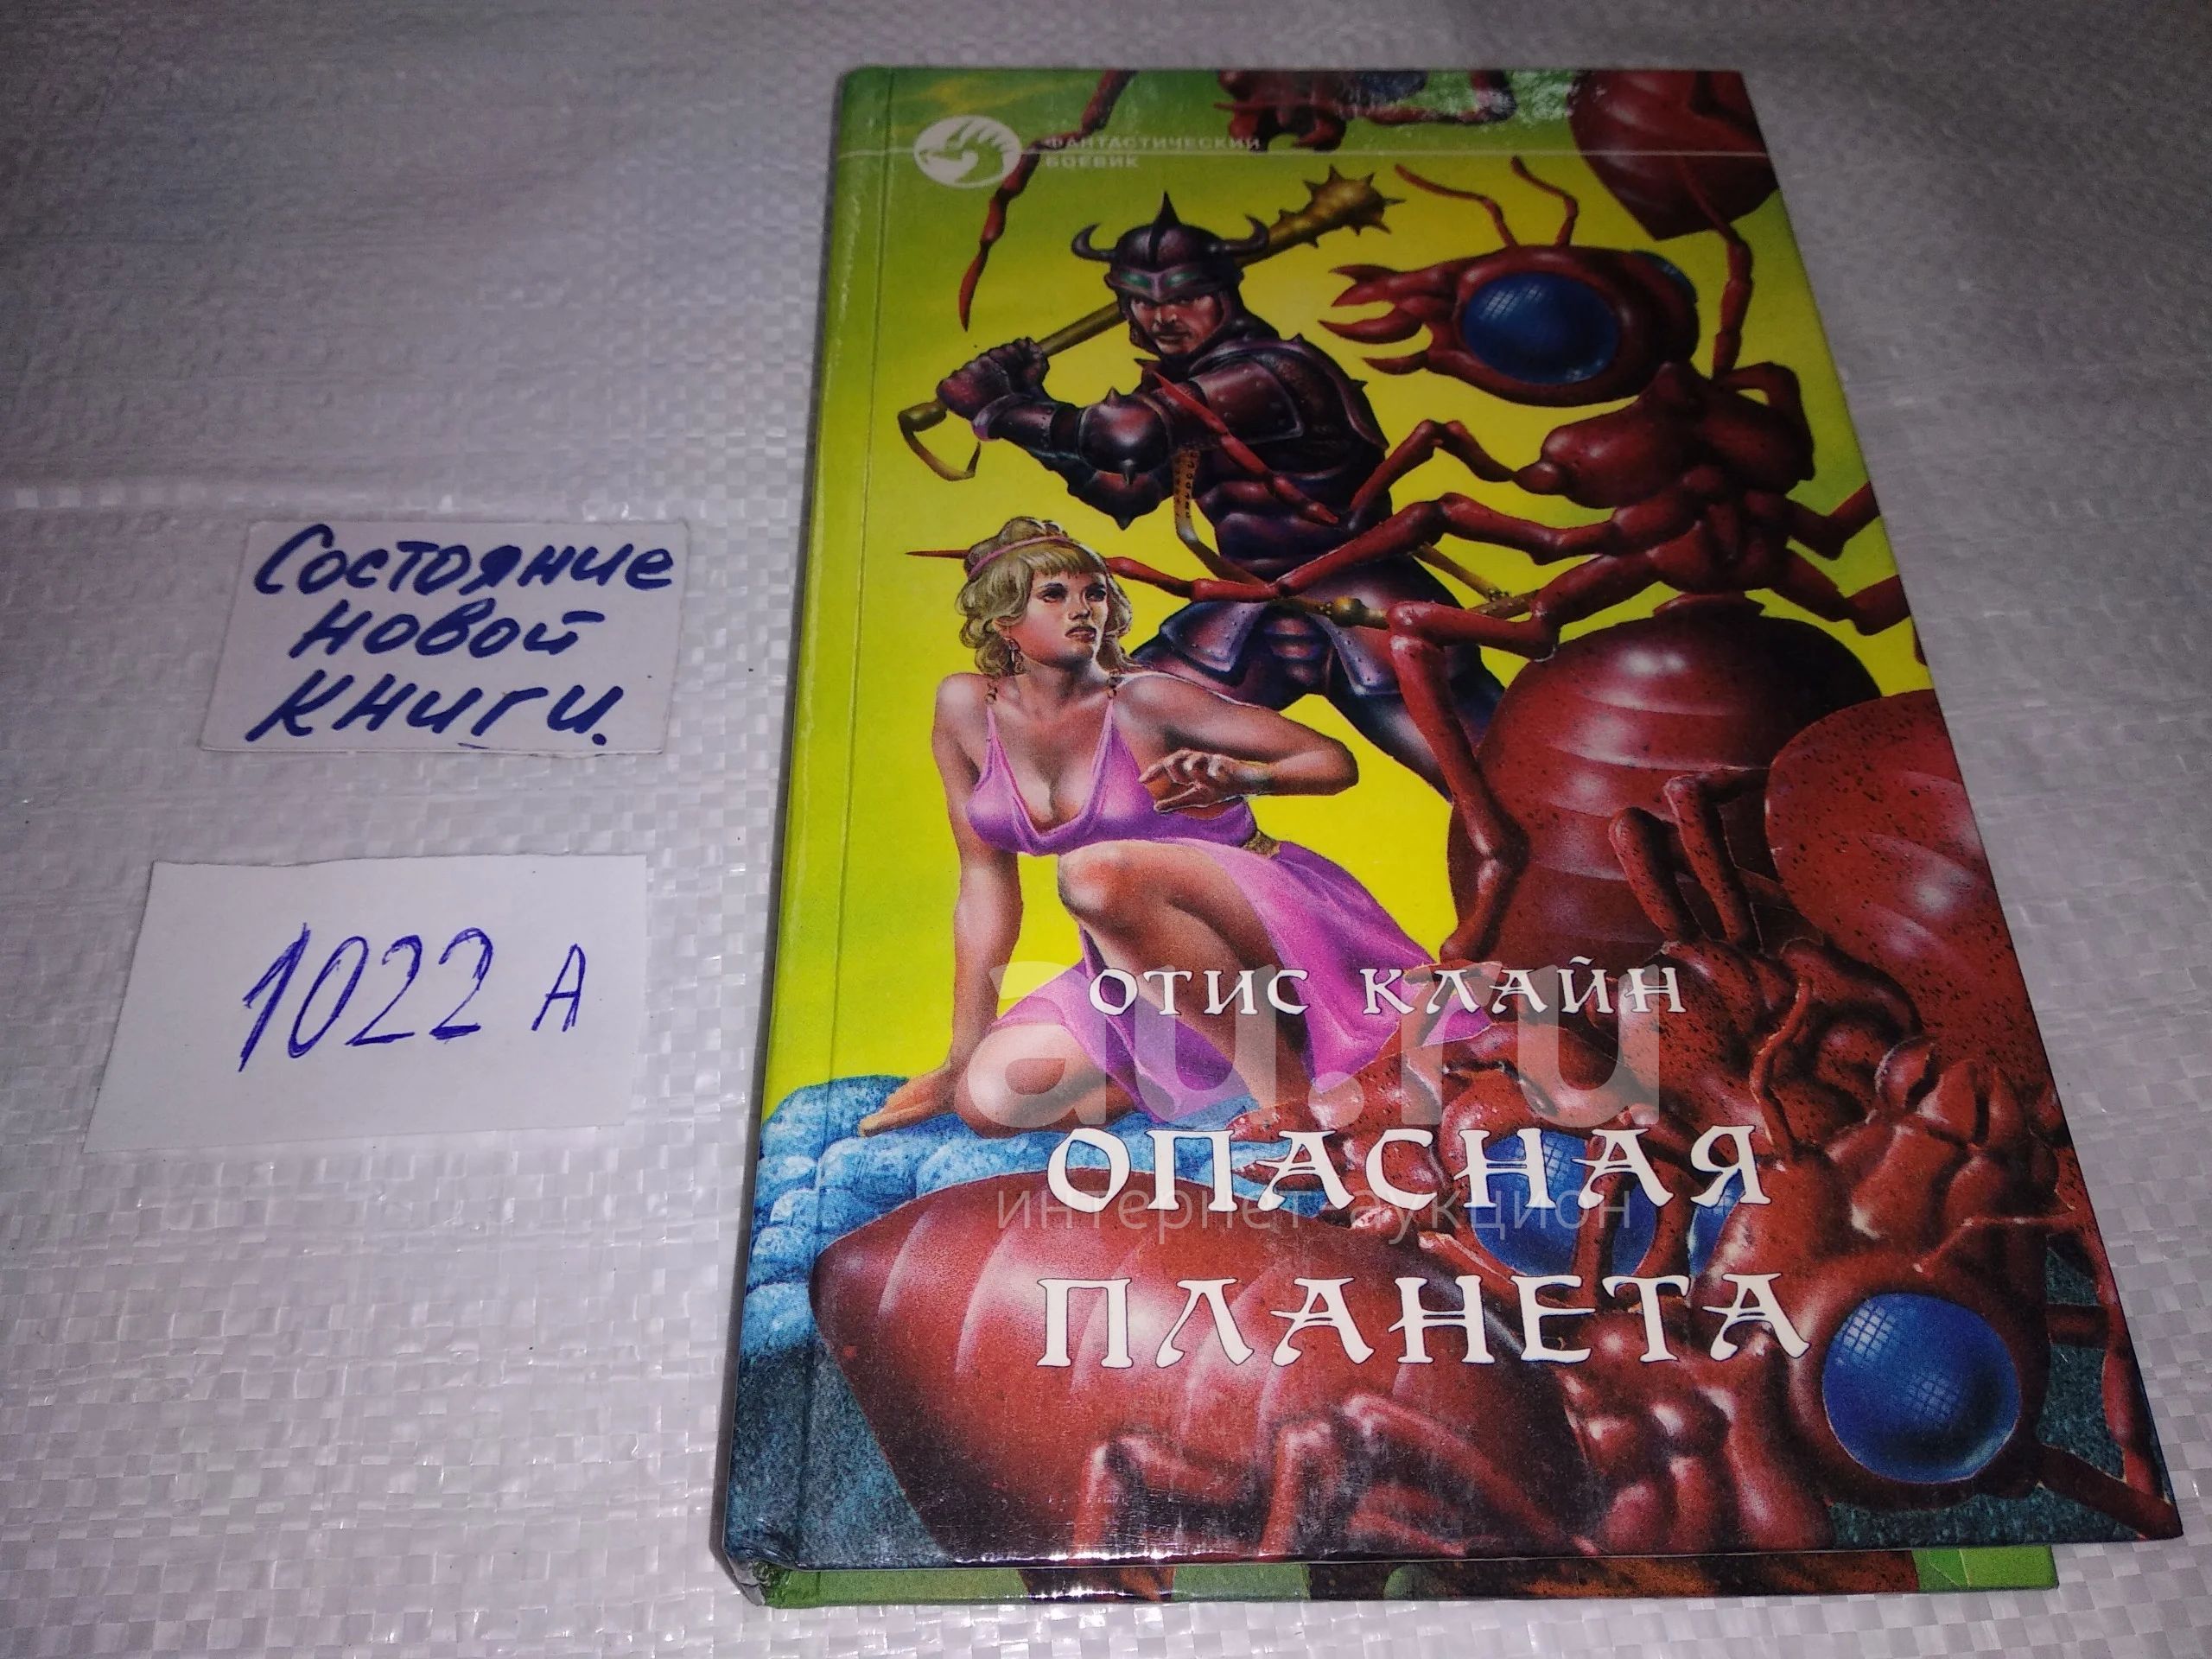 ФАНТАСТИЧЕСКИЙ
БОЕВИК
Состояние
новой
книги.
1022 А
ОТИС КЛАЙН
au.ru
ОПАСНАЯ
интернет аукцион
ПЛАНЕТА